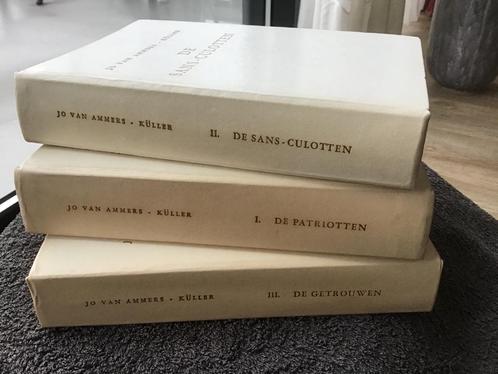 JO VAN AMMERS - KÜLLER
DE
SANS-CULOTTEN
JO VAN AMMERS - KÜLLER II. DE SANS-CULOTTEN
JO VAN AMMERS - KÜLLER I. DE PATRIOTTEN
JO VAN AMMERS - KÜLLER III. DE GETROUWEN